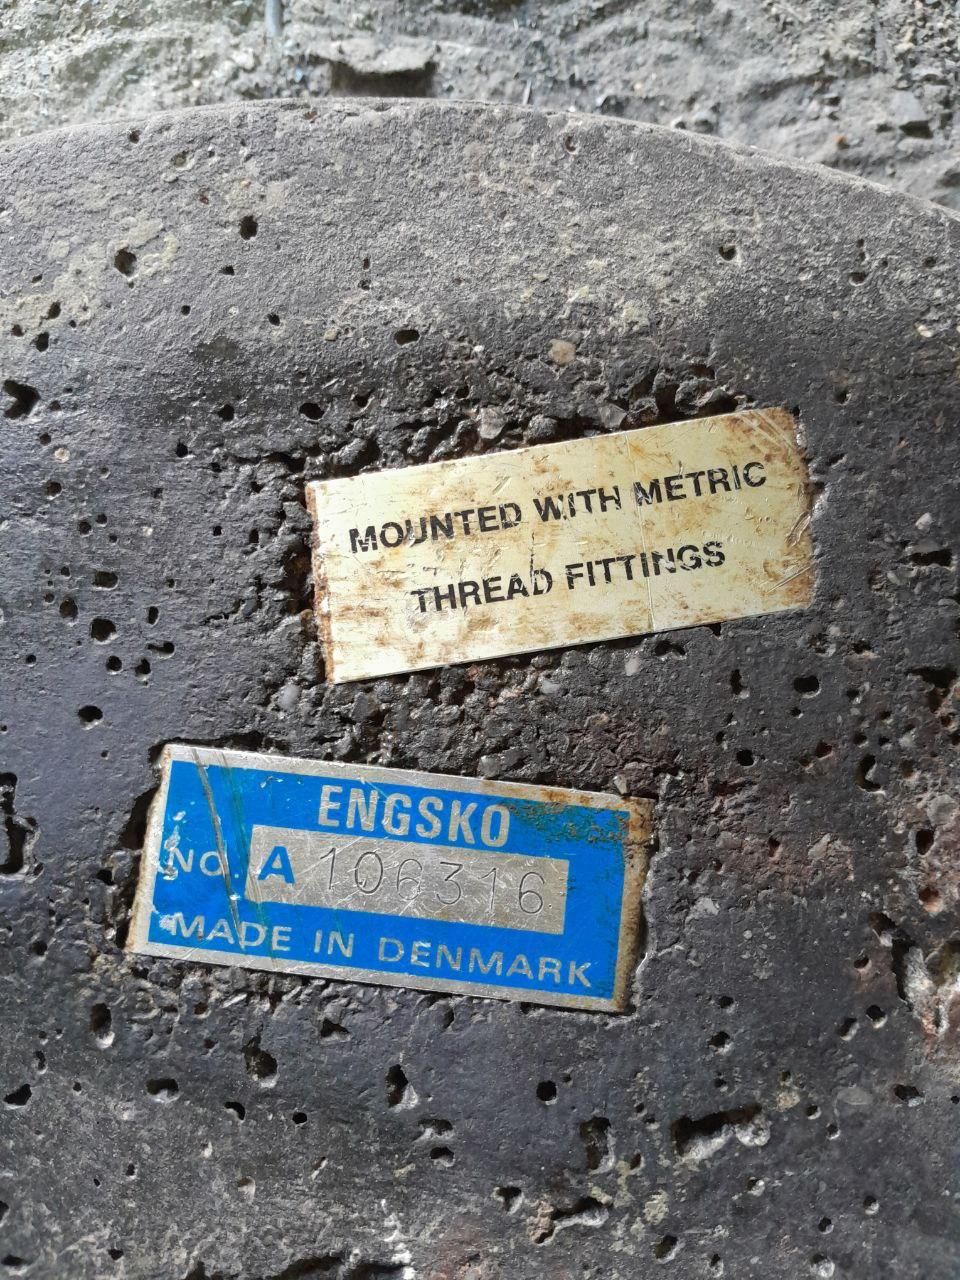 MOUNTED WITH METRIC
THREAD FITTINGS
ENGSKO
NO. A 106316
MADE IN DENMARK